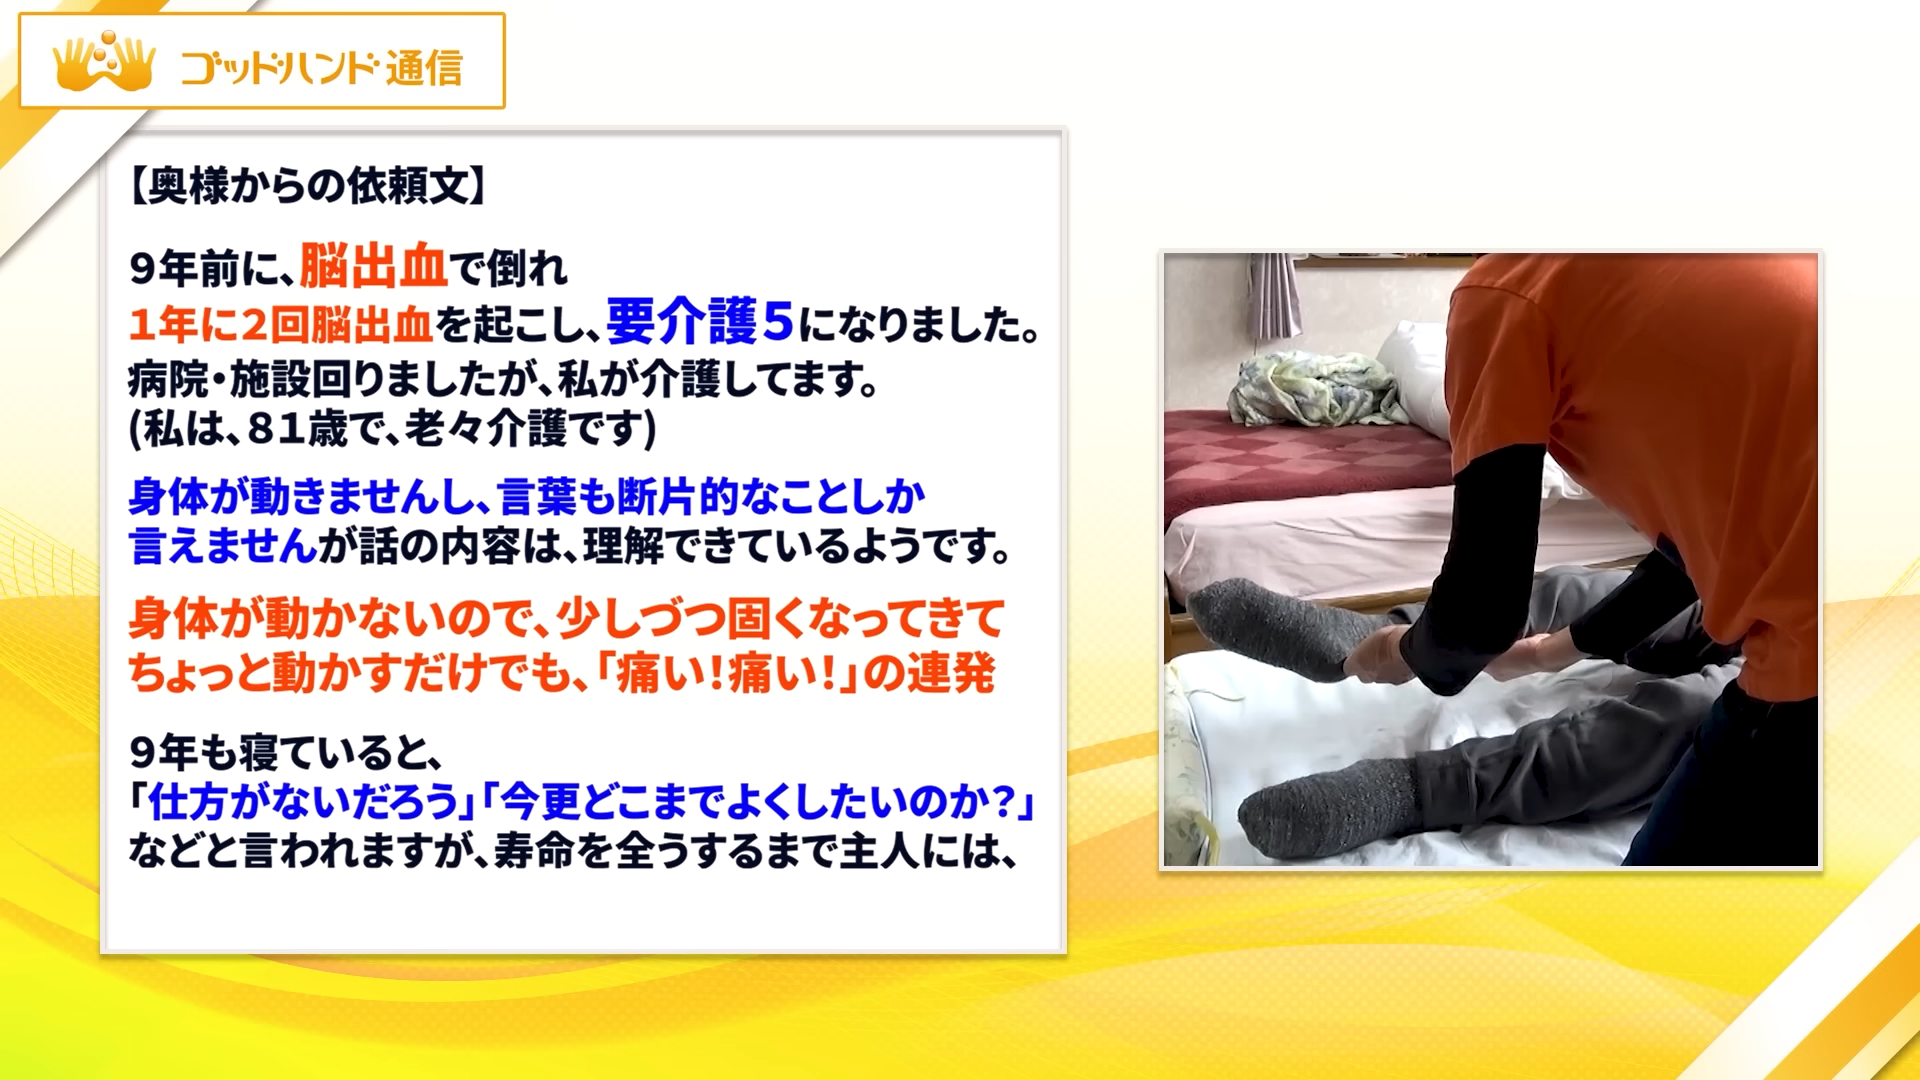 ゴッドハンド通信
【奥様からの依頼文】
９年前に、脳出血で倒れ
１年に２回脳出血を起こし、要介護５になりました。
病院・施設回りましたが、私が介護してます。
(私は、８１歳で、老々介護です)
身体が動きませんし、言葉も断片的なことしか
言えませんが話の内容は、理解できているようです。
身体が動かないので、少しづつ固くなってきて
ちょっと動かすだけでも、「痛い！痛い！」の連発
９年も寝ていると、
「仕方がないだろう」「今更どこまでよくしたいのか？」
などと言われますが、寿命を全うするまで主人には、